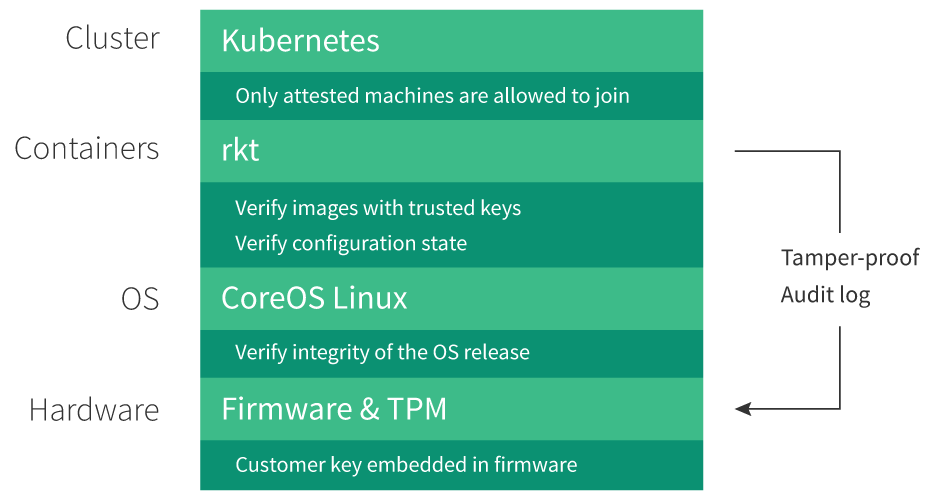 Cluster
Kubernetes
Only attested machines are allowed to join
Containers
rkt
Verify images with trusted keys
Verify configuration state
Tamper-proof
Audit log
OS
CoreOS Linux
Verify integrity of the OS release
Hardware
Firmware & TPM
Customer key embedded in firmware